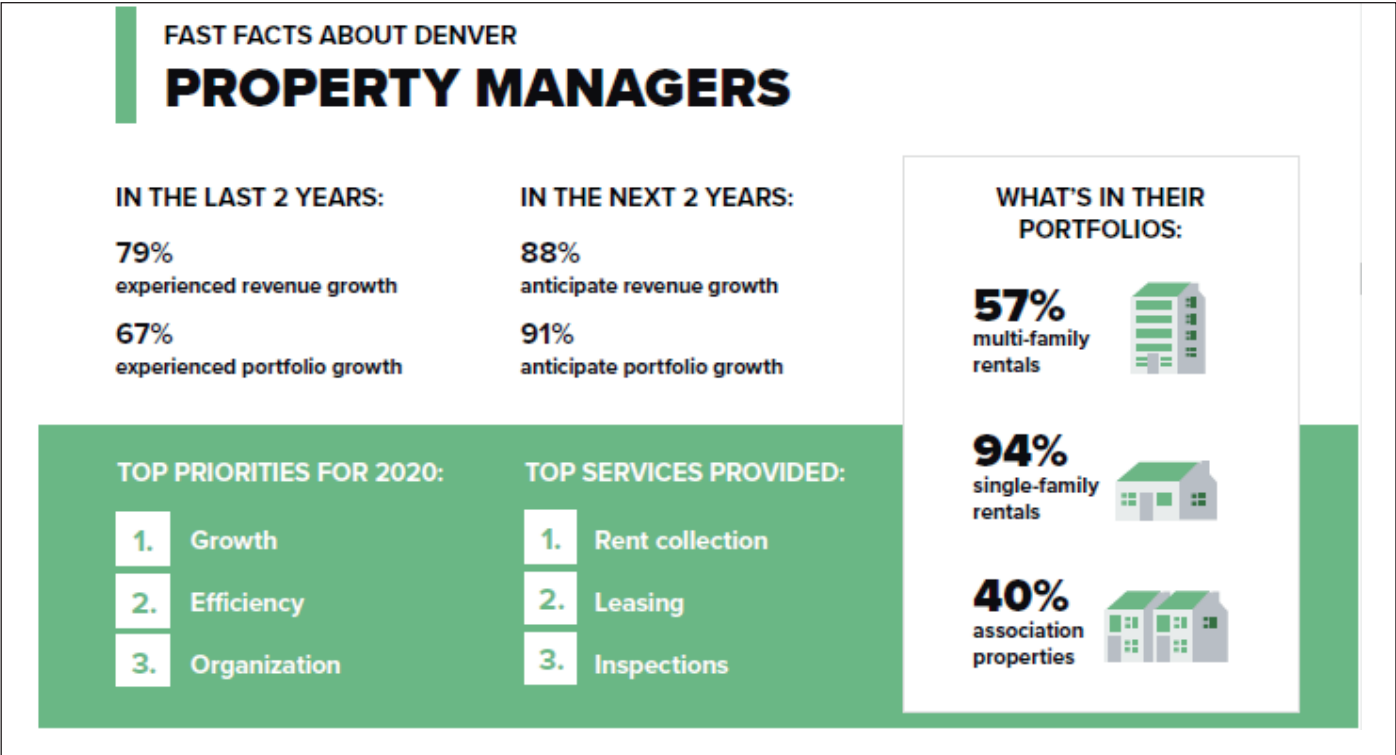 FAST FACTS ABOUT DENVER
PROPERTY MANAGERS
IN THE LAST 2 YEARS:
79%
experienced revenue growth
67%
experienced portfolio growth
IN THE NEXT 2 YEARS:
88%
anticipate revenue growth
91%
anticipate portfolio growth
TOP PRIORITIES FOR 2020:
1. Growth
2. Efficiency
3. Organization
TOP SERVICES PROVIDED:
1. Rent collection
2. Leasing
3. Inspections
WHAT'S IN THEIR
PORTFOLIOS:
57%
multi-family
rentals
94%
single-family
rentals
40%
association
properties